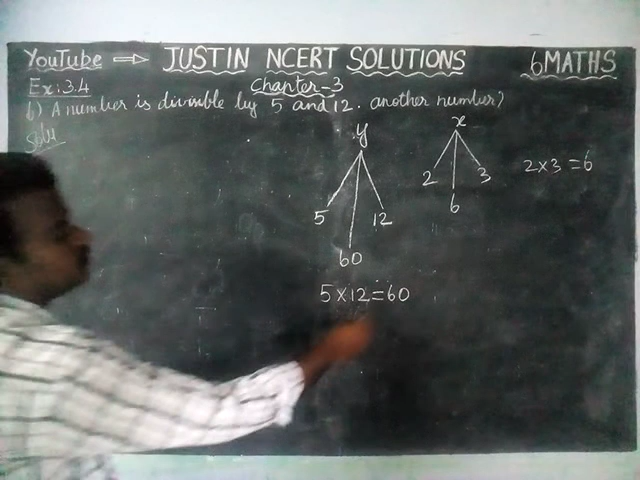 YouTube ⇒ JUSTIN NCERT SOLUTIONS 6MATHS
Ex: 3.4 Chapter-3
6) A number is divisible by 5 and 12. another number?
Soln
y x
2 3 2×3=6
5 12 6
60
5×12=60